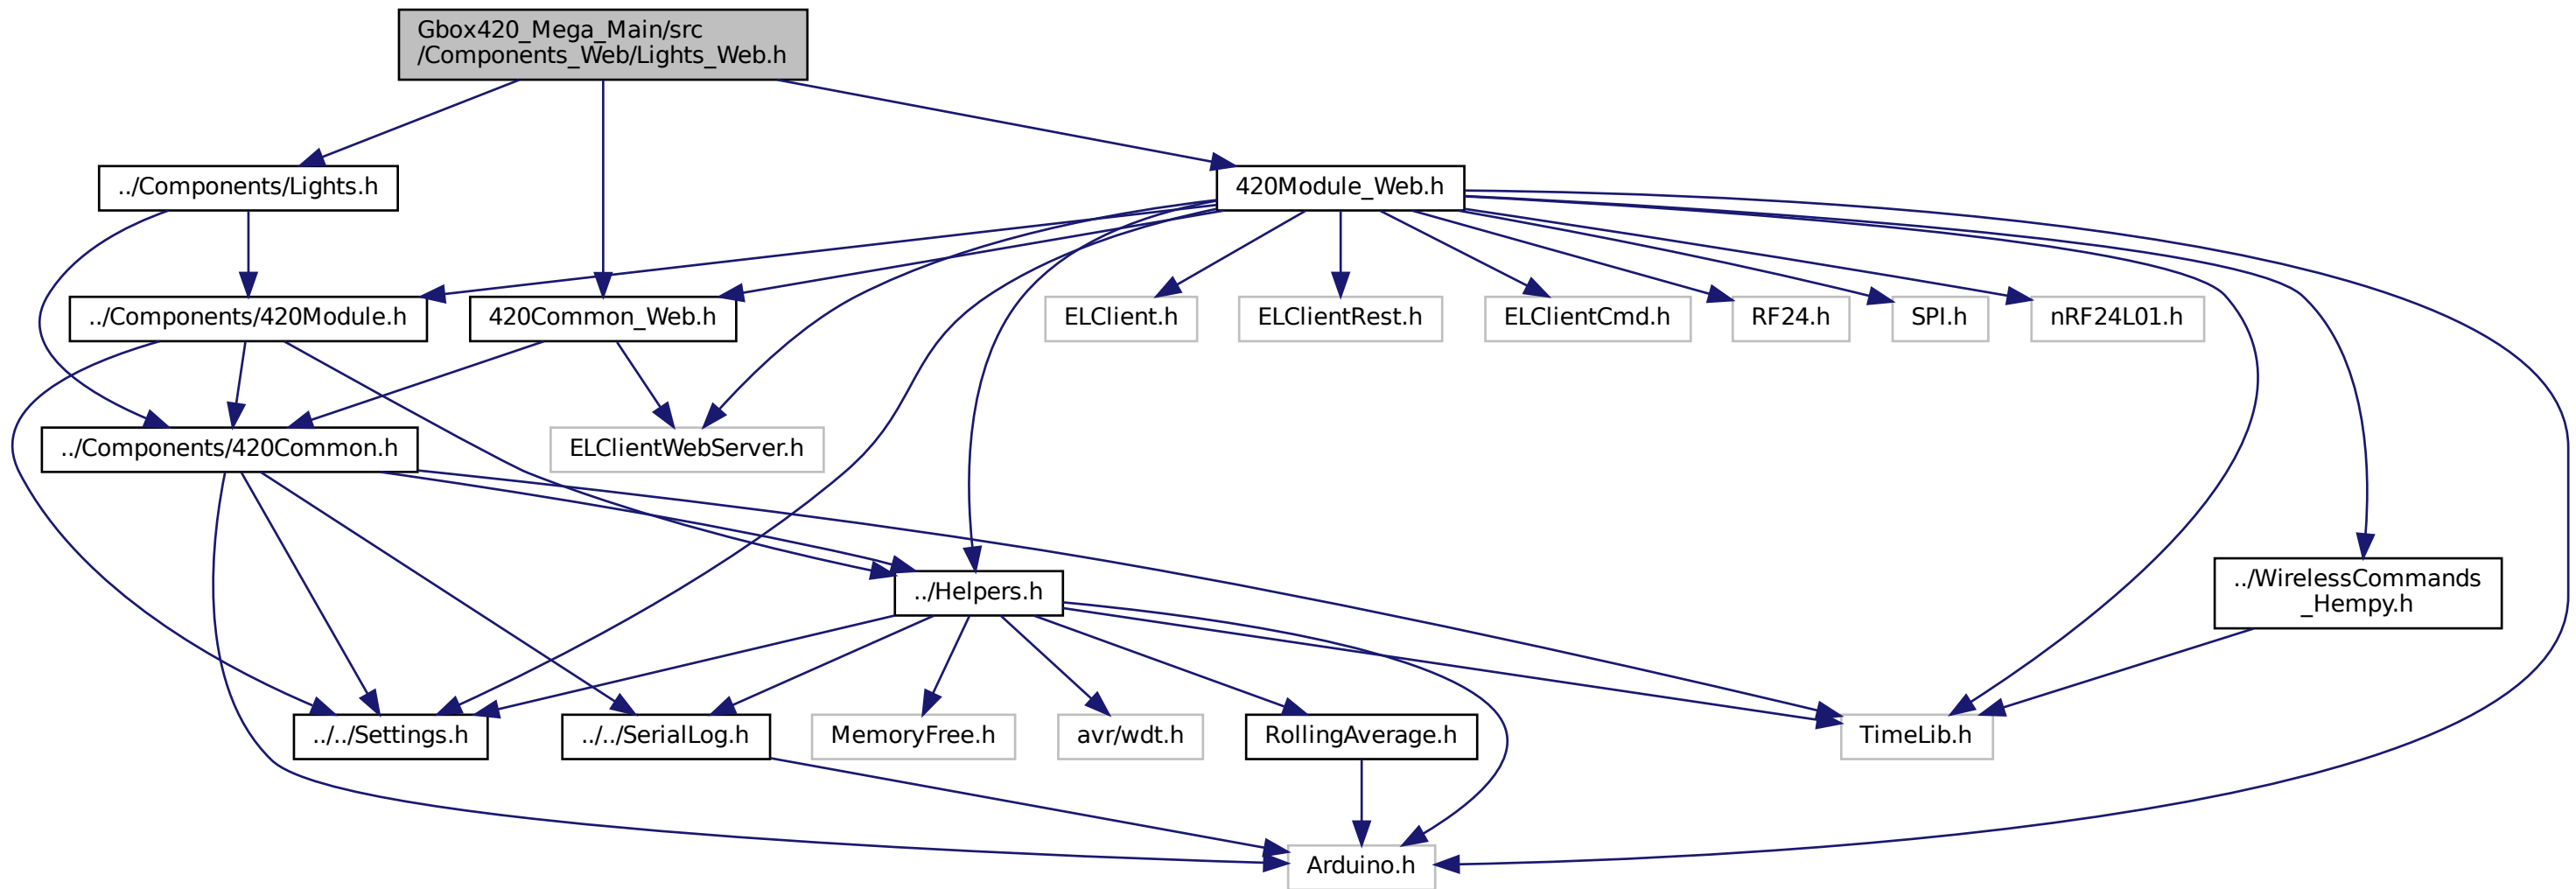 Gbox420_Mega_Main/src
/Components_Web/Lights_Web.h
../Components/Lights.h
420Module_Web.h
../Components/420Module.h
420Common_Web.h
ELClient.h
ELClientRest.h
ELClientCmd.h
RF24.h
SPI.h
nRF24L01.h
../Components/420Common.h
ELClientWebServer.h
../Helpers.h
../WirelessCommands
_Hempy.h
../../Settings.h
../../SerialLog.h
MemoryFree.h
avr/wdt.h
RollingAverage.h
TimeLib.h
Arduino.h